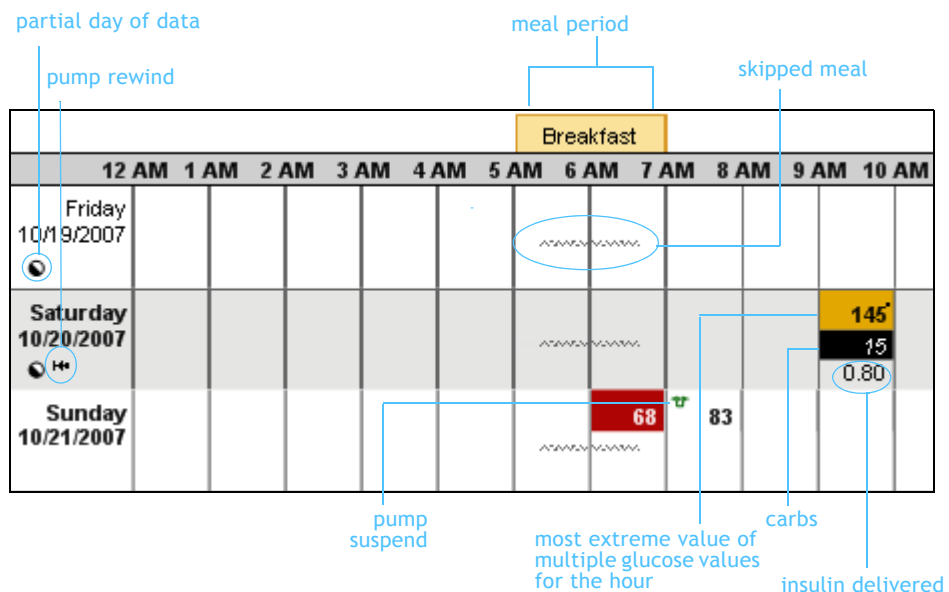 partial day of data
meal period
pump rewind
skipped meal
Breakfast
12 AM 1 AM 2 AM 3 AM 4 AM 5 AM 6 AM 7 AM 8 AM 9 AM 10 AM
Friday
10/19/2007
Saturday
10/20/2007
145
15
0.80
Sunday
10/21/2007
68 83
pump
suspend
carbs
most extreme value of
multiple glucose values
for the hour
insulin delivered